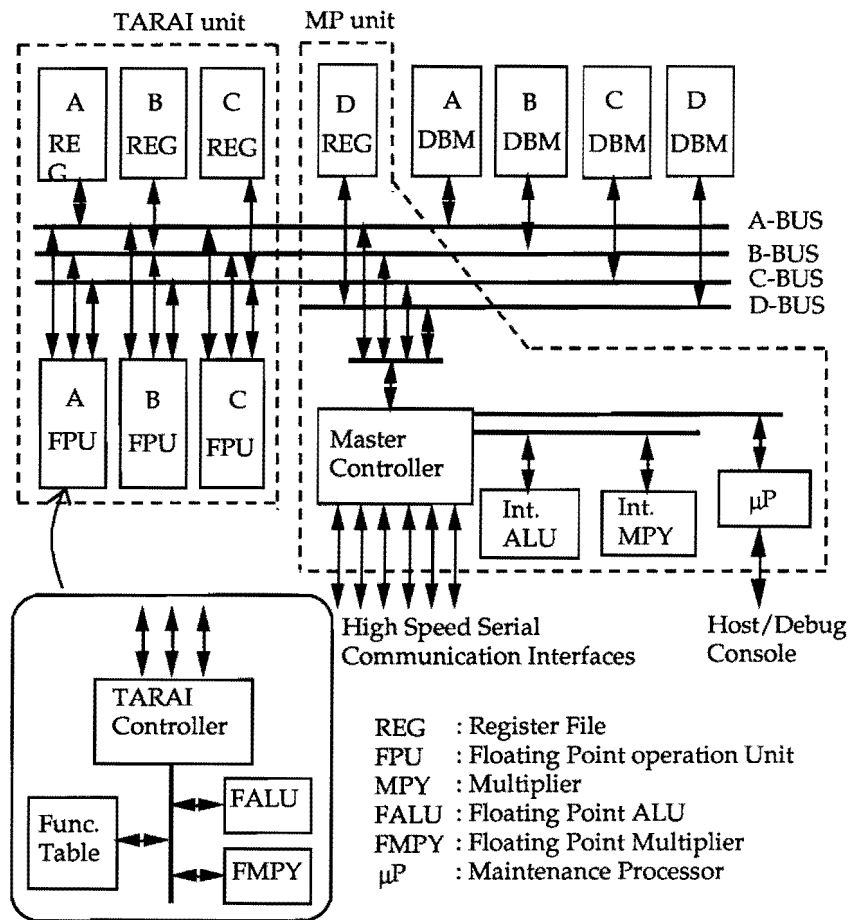 TARAI unit
MP unit
A
RE
G
B
REG
C
REG
D
REG
A
DBM
B
DBM
C
DBM
D
DBM
A-BUS
B-BUS
C-BUS
D-BUS
A
FPU
B
FPU
C
FPU
Master
Controller
Int.
ALU
Int.
MPY
μP
High Speed Serial
Communication Interfaces
Host/Debug
Console
TARAI
Controller
Func.
Table
FALU
FMPY
REG : Register File
FPU : Floating Point operation Unit
MPY : Multiplier
FALU : Floating Point ALU
FMPY : Floating Point Multiplier
μP : Maintenance Processor